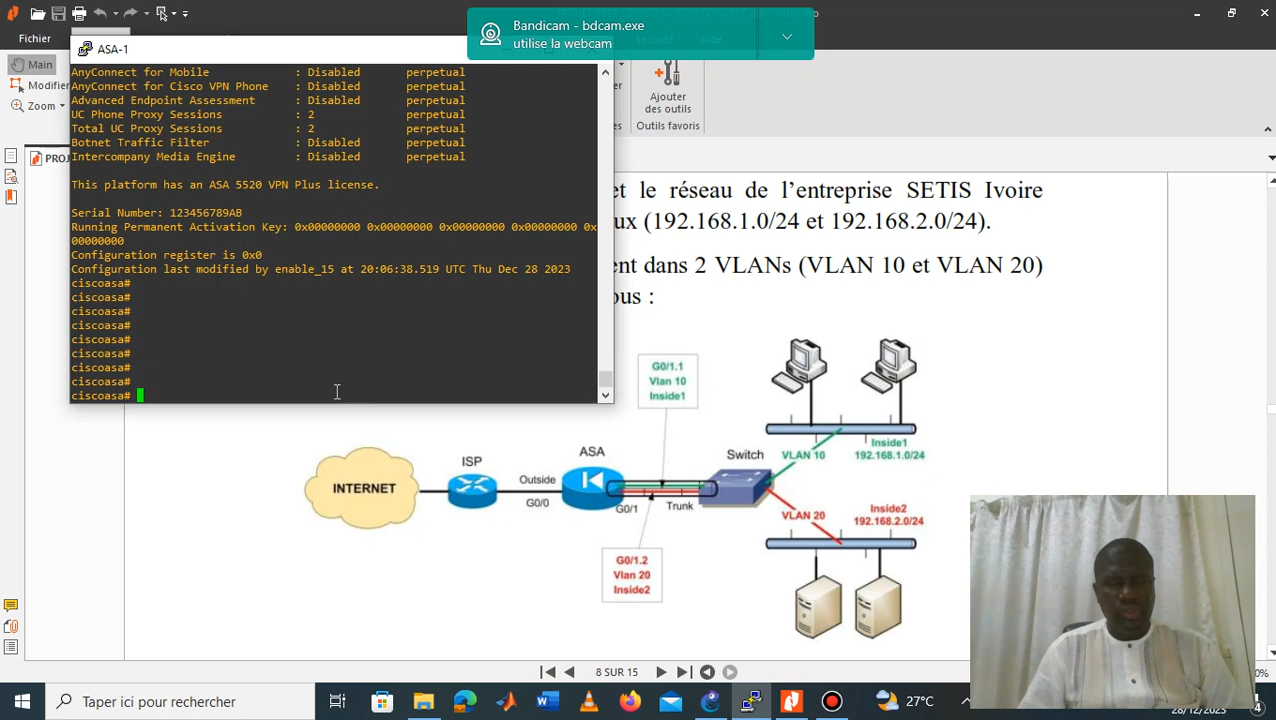 Bandicam - bdcam.exe
utilise la webcam
Fichier
Aide
Main
Modifier
Zoom
Ajouter
des outils
Outils favoris
PROJ
ASA-1
AnyConnect for Mobile : Disabled perpetual
AnyConnect for Cisco VPN Phone : Disabled perpetual
Advanced Endpoint Assessment : Disabled perpetual
UC Phone Proxy Sessions : 2 perpetual
Total UC Proxy Sessions : 2 perpetual
Botnet Traffic Filter : Disabled perpetual
Intercompany Media Engine : Disabled perpetual
This platform has an ASA 5520 VPN Plus license.
Serial Number: 123456789AB
Running Permanent Activation Key: 0x00000000 0x00000000 0x00000000 0x00000000 0x
00000000
Configuration register is 0x0
Configuration last modified by enable_15 at 20:06:38.519 UTC Thu Dec 28 2023
ciscoasa#
ciscoasa#
ciscoasa#
ciscoasa#
ciscoasa#
ciscoasa#
ciscoasa#
ciscoasa#
ciscoasa#
et le réseau de l’entreprise SETIS Ivoire
ux (192.168.1.0/24 et 192.168.2.0/24).
ent dans 2 VLANs (VLAN 10 et VLAN 20)
ous :
G0/1.1
Vlan 10
Inside1
INTERNET
ISP
Outside
G0/0
ASA
G0/1
Trunk
Switch
VLAN 10
Inside1
192.168.1.0/24
VLAN 20
Inside2
192.168.2.0/24
G0/1.2
Vlan 20
Inside2
8 SUR 15
Taper ici pour rechercher
27°C
28/12/2023